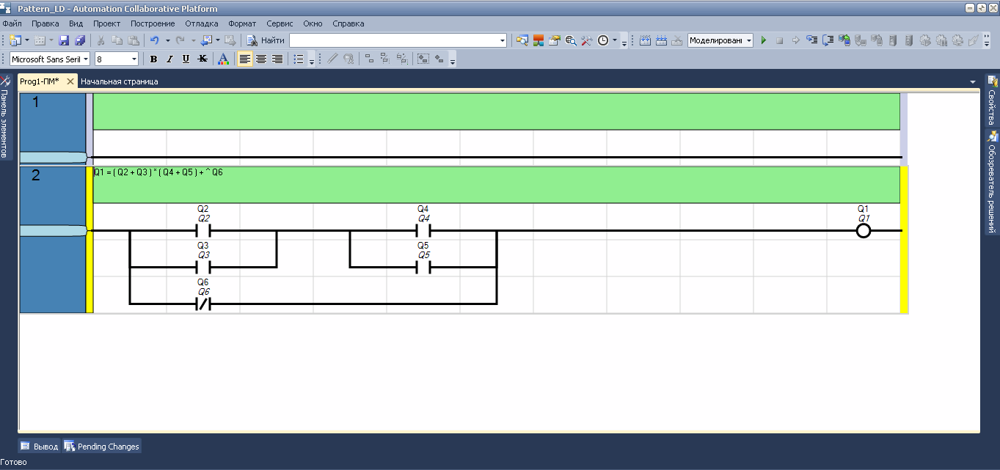 Pattern_LD - Automation Collaborative Platform
Файл Правка Вид Проект Построение Отладка Формат Сервис Окно Справка
Найти Моделировани
Microsoft Sans Serif 8 B I U K A
Prog1-ПМ* Начальная страница
Панель элементов
Свойства
Обозреватель решений
1
2
Q1 = ( Q2 + Q3 ) * ( Q4 + Q5 ) + ^ Q6
Q2 Q4 Q1
Q2 Q4 Q1
Q3 Q5
Q3 Q5
Q6
Q6
Вывод Pending Changes
Готово